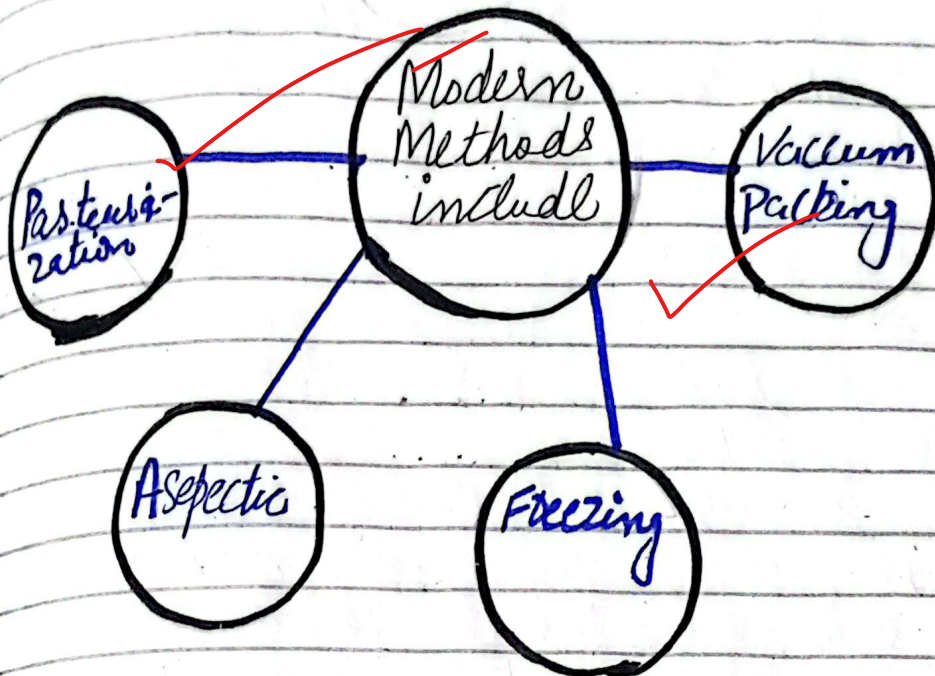 Modern
Methods
include
Pasteuri-
zation
Vaccum
Packing
Asepectic
Freezing